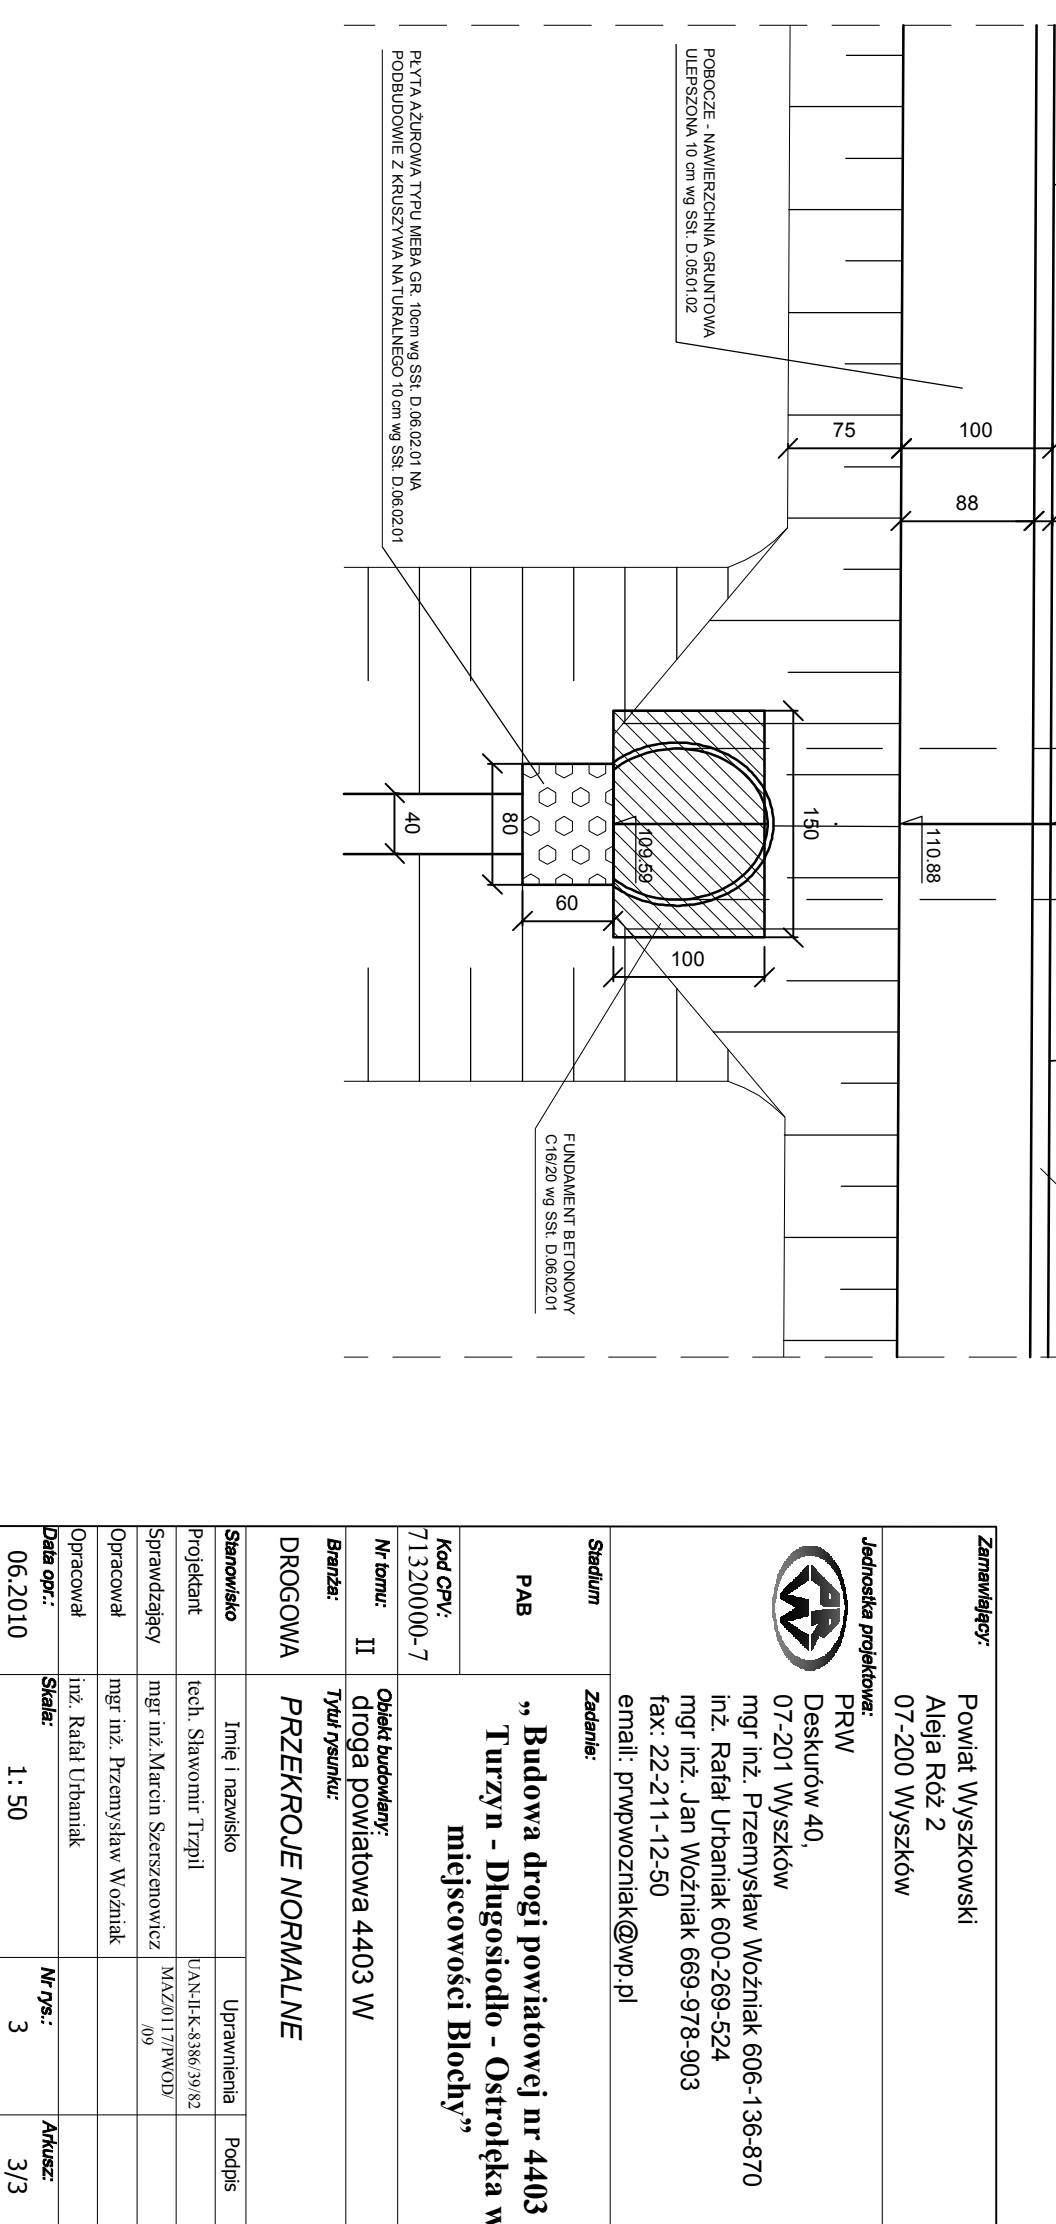 POBOCZE - NAWIERZCHNIA GRUNTOWA
ULEPSZONA 10 cm wg SSt. D.05.01.02
PŁYTA AŻUROWA TYPU MEBA GR. 10cm wg SSt. D.06.02.01 NA
PODBUDOWIE Z KRUSZYWA NATURALNEGO 10 cm wg SSt. D.06.02.01
75
100
88
150
110.88
109.59
80
40
60
100
FUNDAMENT BETONOWY
C16/20 wg SSt. D.06.02.01
Zamawiający:
Powiat Wyszkowski
Aleja Róż 2
07-200 Wyszków
Jednostka projektowa:
PRW
PRW
Deskurów 40,
07-201 Wyszków
mgr inż. Przemysław Woźniak 606-136-870
inż. Rafał Urbaniak 600-269-524
mgr inż. Jan Woźniak 669-978-903
fax: 22-211-12-50
email: prwpwozniak@wp.pl
Stadium
PAB
Zadanie:
„ Budowa drogi powiatowej nr 4403
Turzyn - Długosiodło - Ostrołęka w
miejscowości Blochy”
Kod CPV:
71320000-7
Nr tomu:
II
Obiekt budowlany:
droga powiatowa 4403 W
Branża:
DROGOWA
Tytuł rysunku:
PRZEKROJE NORMALNE
Stanowisko Imię i nazwisko Uprawnienia Podpis
Projektant tech. Sławomir Trzpil UAN-II-K-8386/39/82
Sprawdzający mgr inż.Marcin Szerszenowicz MAZ/0117/PWOD/
/09
Opracował mgr inż. Przemysław Woźniak
Opracował inż. Rafał Urbaniak
Data opr.: Skala: Nr rys.: Arkusz:
06.2010 1: 50 3 3/3